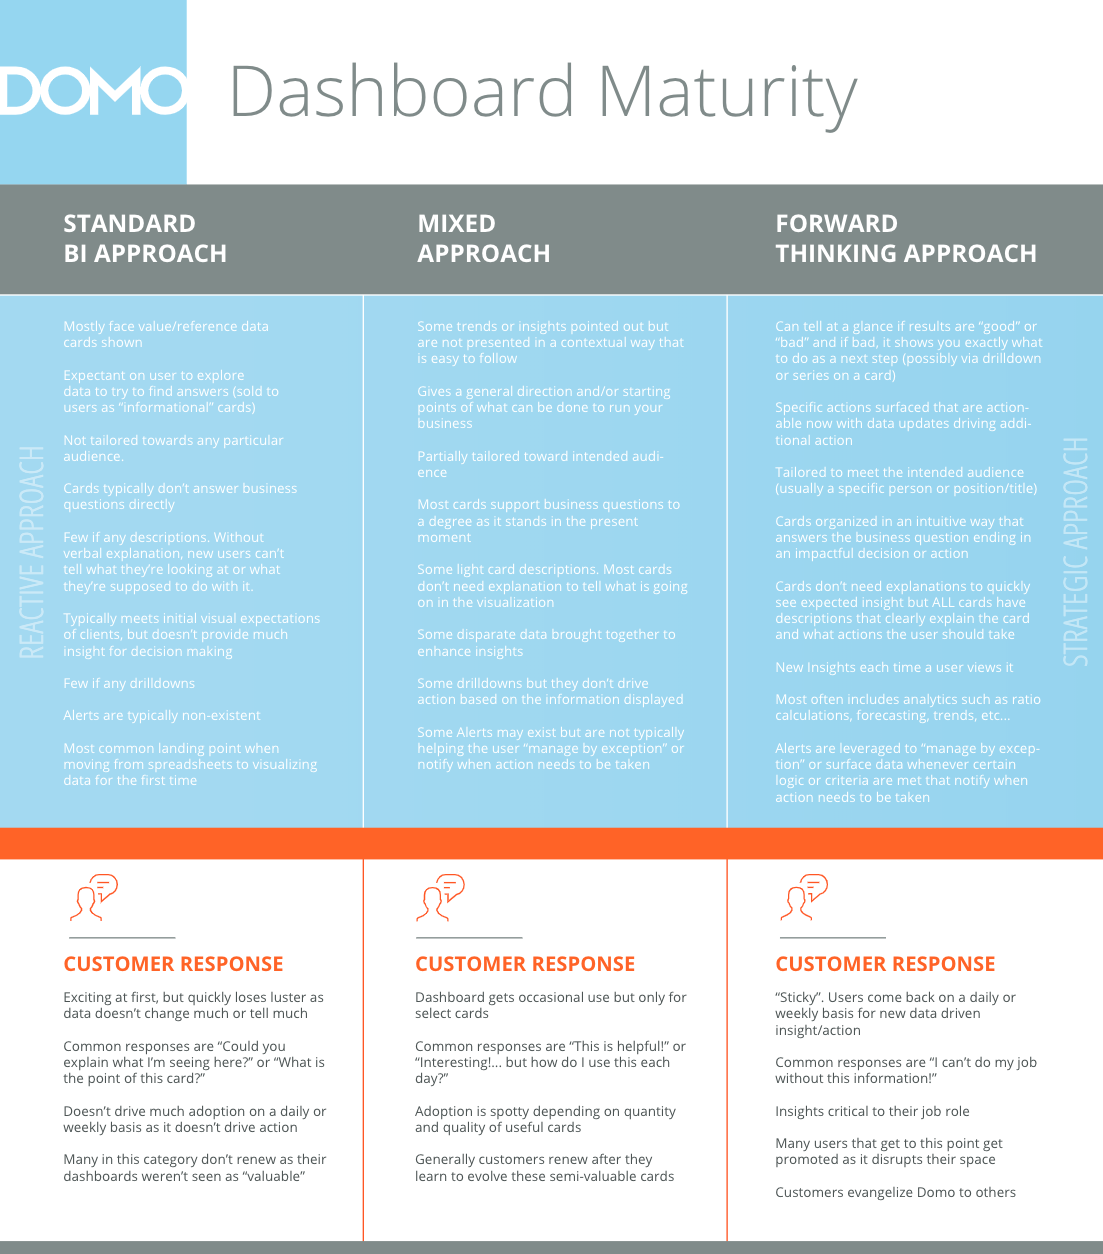 DOMO
Dashboard Maturity
STANDARD
BI APPROACH
MIXED
APPROACH
FORWARD
THINKING APPROACH
REACTIVE APPROACH
Mostly face value/reference data
cards shown
Expectant on user to explore
data to try to find answers (sold to
users as “informational” cards)
Not tailored towards any particular
audience.
Cards typically don’t answer business
questions directly
Few if any descriptions. Without
verbal explanation, new users can’t
tell what they’re looking at or what
they’re supposed to do with it.
Typically meets initial visual expectations
of clients, but doesn’t provide much
insight for decision making
Few if any drilldowns
Alerts are typically non-existent
Most common landing point when
moving from spreadsheets to visualizing
data for the first time
Some trends or insights pointed out but
are not presented in a contextual way that
is easy to follow
Gives a general direction and/or starting
points of what can be done to run your
business
Partially tailored toward intended audi-
ence
Most cards support business questions to
a degree as it stands in the present
moment
Some light card descriptions. Most cards
don’t need explanation to tell what is going
on in the visualization
Some disparate data brought together to
enhance insights
Some drilldowns but they don’t drive
action based on the information displayed
Some Alerts may exist but are not typically
helping the user “manage by exception” or
notify when action needs to be taken
Can tell at a glance if results are “good” or
“bad” and if bad, it shows you exactly what
to do as a next step (possibly via drilldown
or series on a card)
Specific actions surfaced that are action-
able now with data updates driving addi-
tional action
Tailored to meet the intended audience
(usually a specific person or position/title)
Cards organized in an intuitive way that
answers the business question ending in
an impactful decision or action
Cards don’t need explanations to quickly
see expected insight but ALL cards have
descriptions that clearly explain the card
and what actions the user should take
New Insights each time a user views it
Most often includes analytics such as ratio
calculations, forecasting, trends, etc...
Alerts are leveraged to “manage by excep-
tion” or surface data whenever certain
logic or criteria are met that notify when
action needs to be taken
STRATEGIC APPROACH
CUSTOMER RESPONSE
Exciting at first, but quickly loses luster as
data doesn’t change much or tell much
Common responses are “Could you
explain what I’m seeing here?” or “What is
the point of this card?”
Doesn’t drive much adoption on a daily or
weekly basis as it doesn’t drive action
Many in this category don’t renew as their
dashboards weren’t seen as “valuable”
CUSTOMER RESPONSE
Dashboard gets occasional use but only for
select cards
Common responses are “This is helpful!” or
“Interesting!... but how do I use this each
day?”
Adoption is spotty depending on quantity
and quality of useful cards
Generally customers renew after they
learn to evolve these semi-valuable cards
CUSTOMER RESPONSE
“Sticky”. Users come back on a daily or
weekly basis for new data driven
insight/action
Common responses are “I can’t do my job
without this information!”
Insights critical to their job role
Many users that get to this point get
promoted as it disrupts their space
Customers evangelize Domo to others